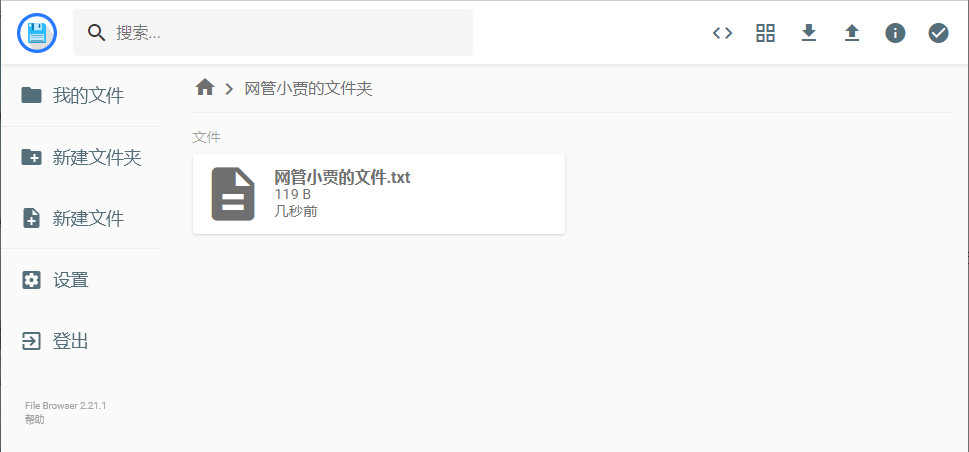 搜索...
我的文件
新建文件夹
新建文件
设置
登出
File Browser 2.21.1
帮助
网管小贾的文件夹
文件
网管小贾的文件.txt
119 B
几秒前